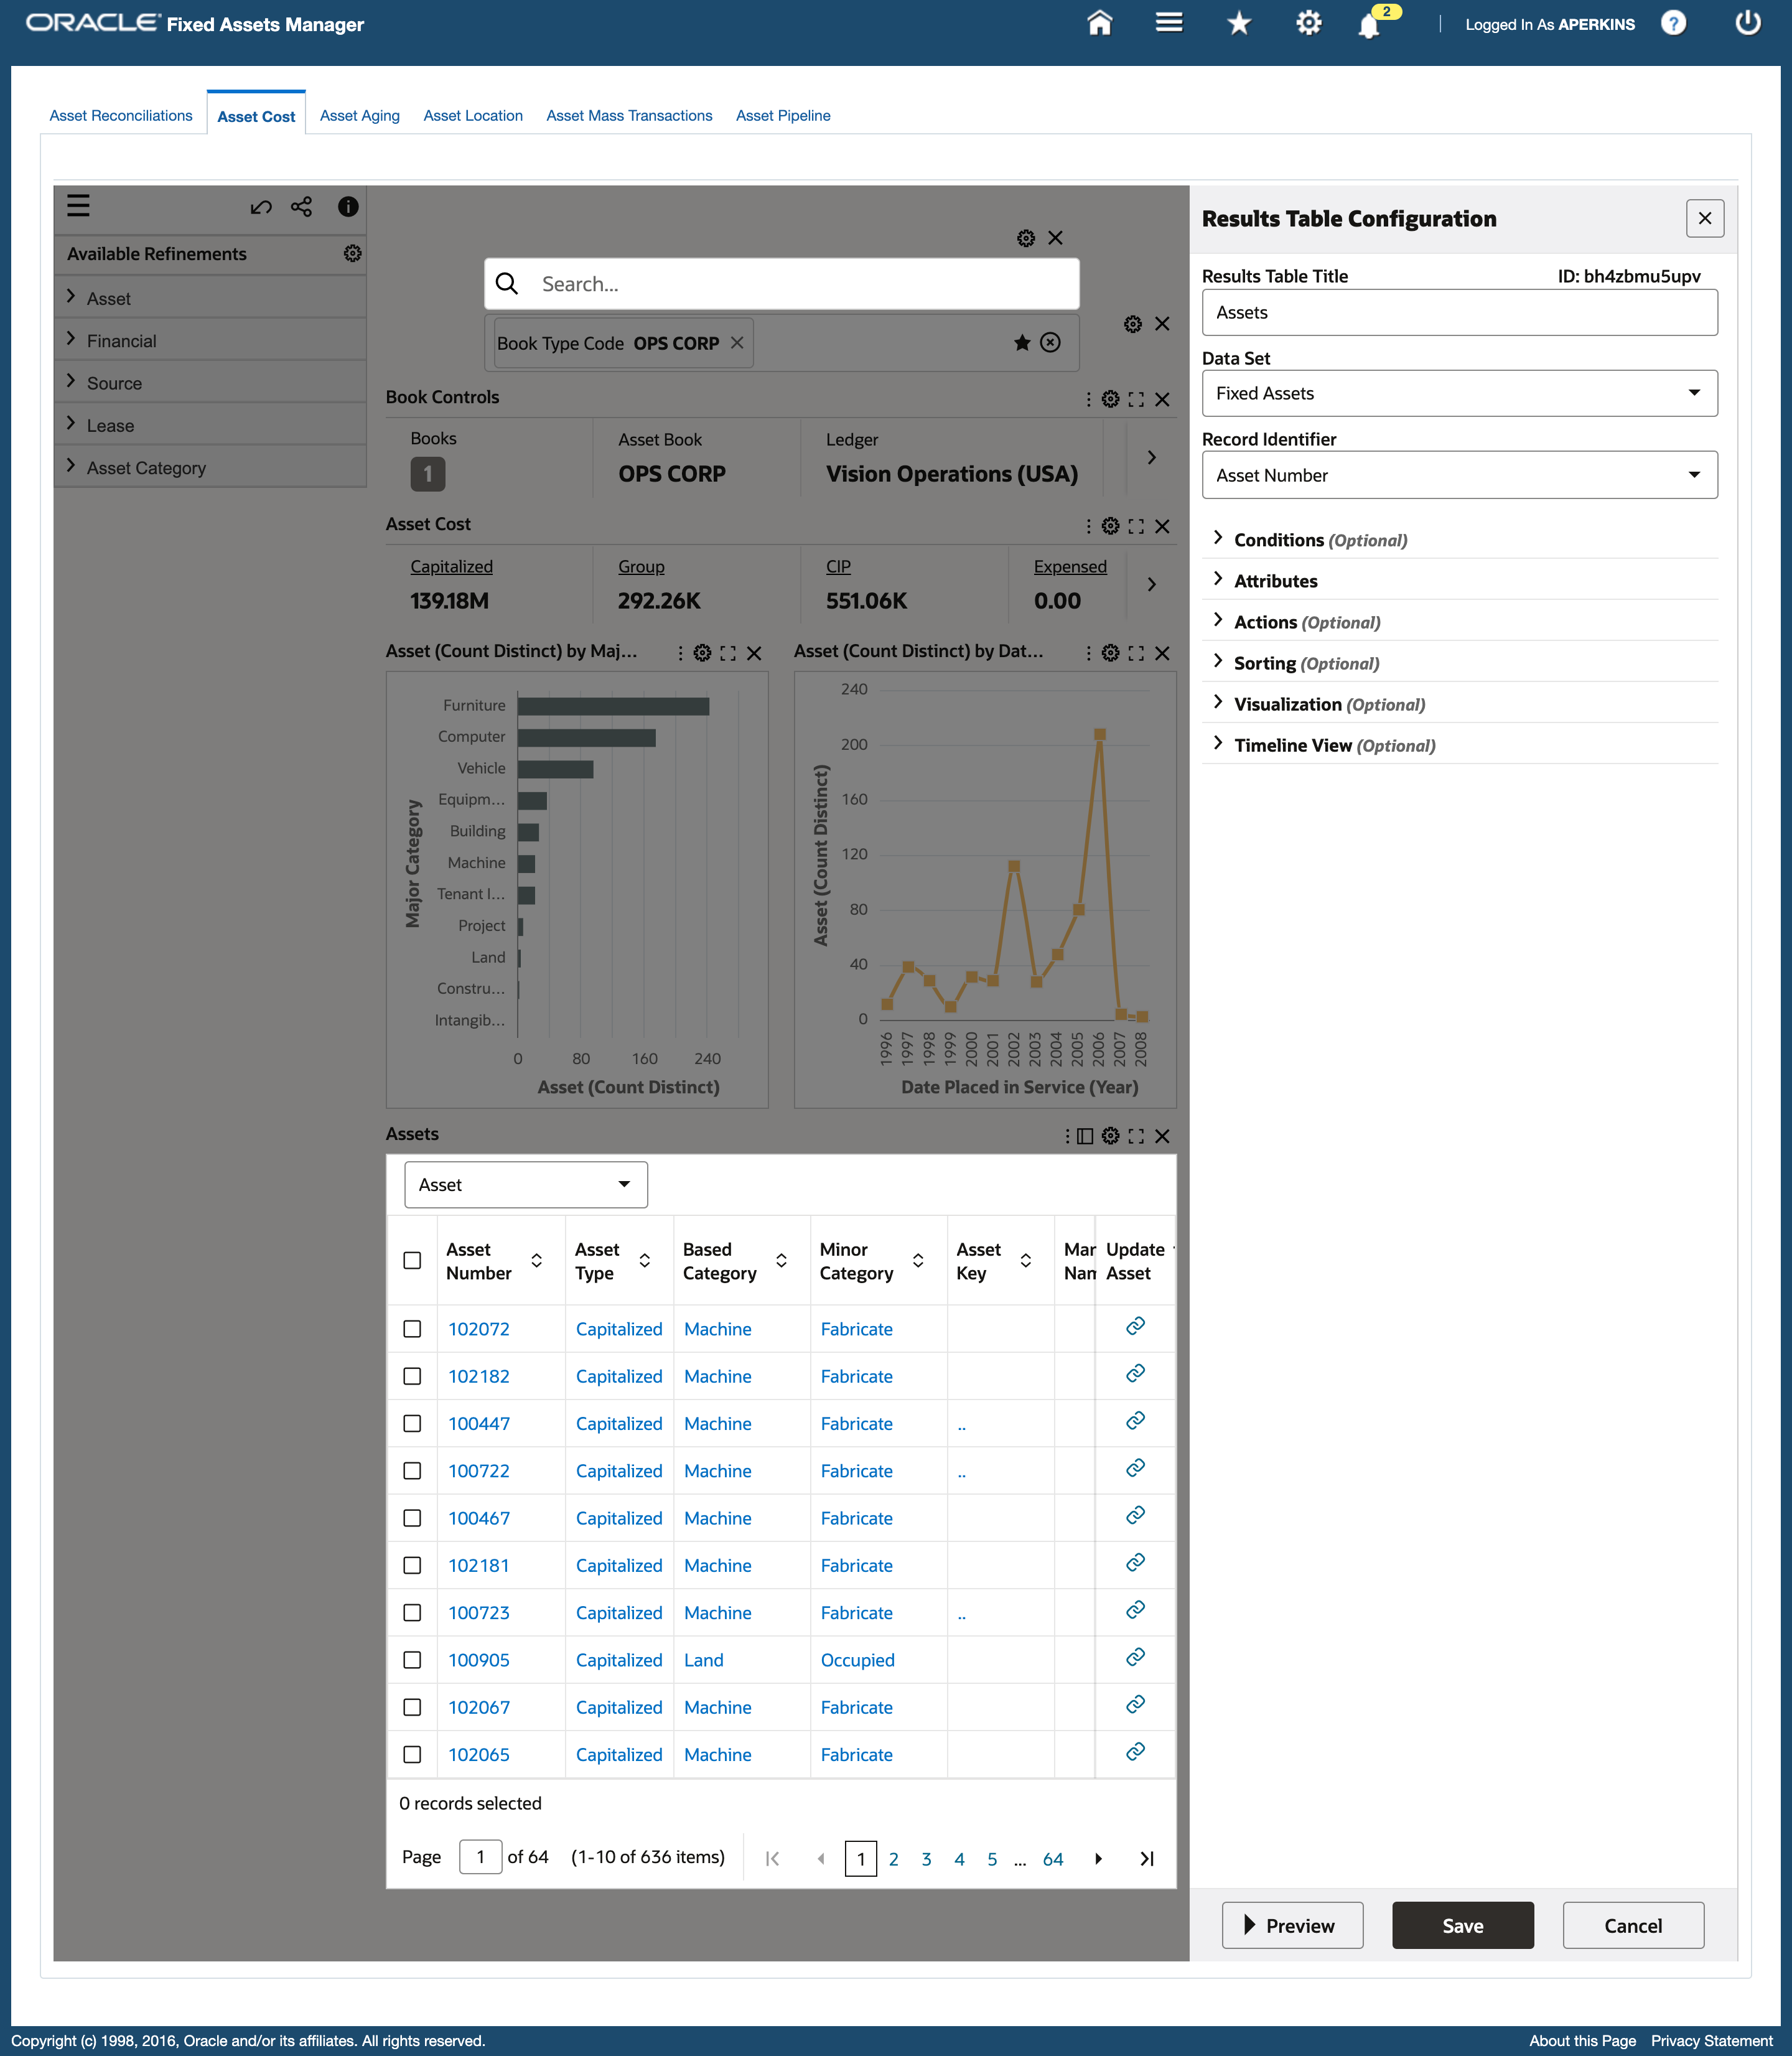 ORACLE Fixed Assets Manager
2
Logged In As APERKINS
?
Asset Reconciliations
Asset Cost
Asset Aging
Asset Location
Asset Mass Transactions
Asset Pipeline
Available Refinements
Asset
Financial
Source
Lease
Asset Category
Search...
Book Type Code OPS CORP
Book Controls
Books
1
Asset Book
OPS CORP
Ledger
Vision Operations (USA)
Asset Cost
Capitalized
139.18M
Group
292.26K
CIP
551.06K
Expensed
0.00
Asset (Count Distinct) by Maj...
Major Category
Furniture
Computer
Vehicle
Equipm...
Building
Machine
Tenant I...
Project
Land
Constru...
Intangib...
0 80 160 240
Asset (Count Distinct)
Asset (Count Distinct) by Dat...
Asset (Count Distinct)
240
200
160
120
80
40
0
1996 1997 1998 1999 2000 2001 2002 2003 2004 2005 2006 2007 2008
Date Placed in Service (Year)
Assets
Asset
Asset Number
Asset Type
Based Category
Minor Category
Asset Key
Mar
Nam
Update Asset
102072 Capitalized Machine Fabricate
102182 Capitalized Machine Fabricate
100447 Capitalized Machine Fabricate ..
100722 Capitalized Machine Fabricate ..
100467 Capitalized Machine Fabricate
102181 Capitalized Machine Fabricate
100723 Capitalized Machine Fabricate ..
100905 Capitalized Land Occupied
102067 Capitalized Machine Fabricate
102065 Capitalized Machine Fabricate
0 records selected
Page 1 of 64 (1-10 of 636 items) 1 2 3 4 5 ... 64
Results Table Configuration
Results Table Title ID: bh4zbmu5upv
Assets
Data Set
Fixed Assets
Record Identifier
Asset Number
Conditions (Optional)
Attributes
Actions (Optional)
Sorting (Optional)
Visualization (Optional)
Timeline View (Optional)
Preview
Save
Cancel
Copyright (c) 1998, 2016, Oracle and/or its affiliates. All rights reserved.
About this Page Privacy Statement